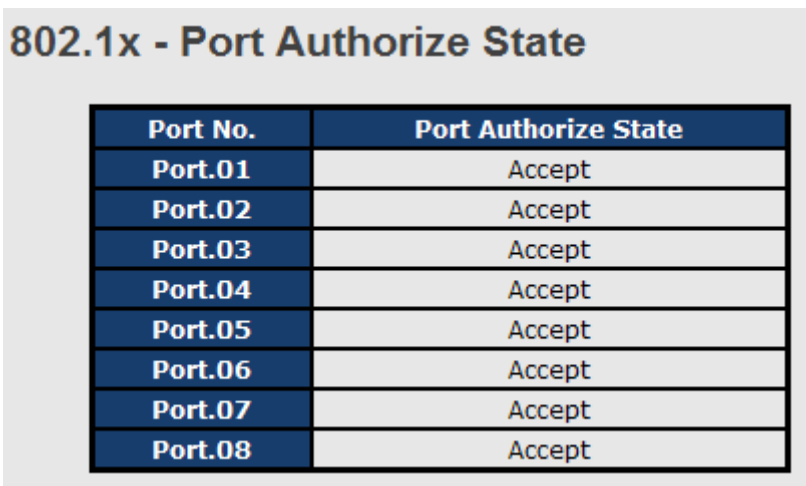 802.1x - Port Authorize State
Port No. Port Authorize State
Port.01 Accept
Port.02 Accept
Port.03 Accept
Port.04 Accept
Port.05 Accept
Port.06 Accept
Port.07 Accept
Port.08 Accept